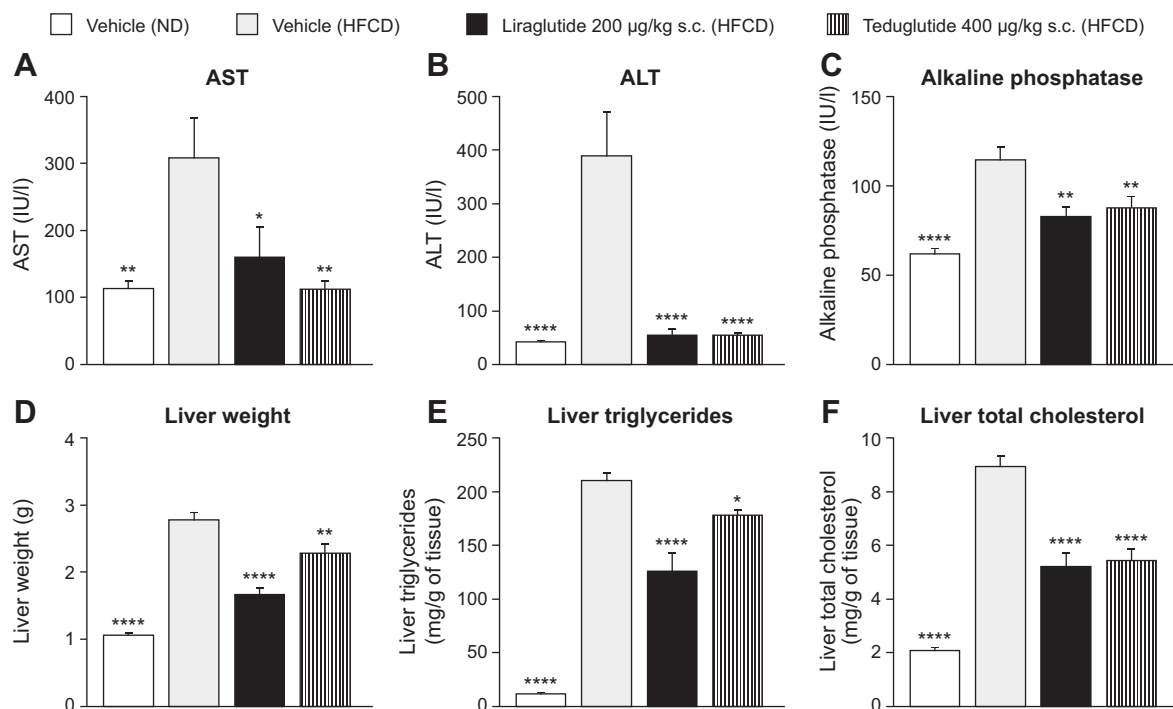 Vehicle (ND) Vehicle (HFCD) Liraglutide 200 µg/kg s.c. (HFCD) Teduglutide 400 µg/kg s.c. (HFCD)
A AST
AST (IU/l)
400
300
200
100
0
** * **
B ALT
ALT (IU/l)
500
400
300
200
100
0
**** **** ****
C Alkaline phosphatase
Alkaline phosphatase (IU/l)
150
100
50
0
**** ** **
D Liver weight
Liver weight (g)
4
3
2
1
0
**** **** **
E Liver triglycerides
Liver triglycerides
(mg/g of tissue)
250
200
150
100
50
0
**** **** *
F Liver total cholesterol
Liver total cholesterol
(mg/g of tissue)
10
8
6
4
2
0
**** **** ****